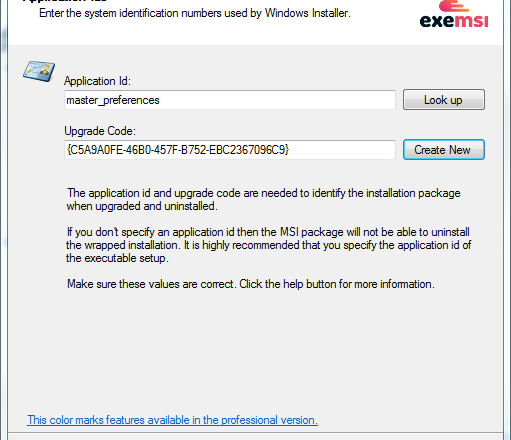 Enter the system identification numbers used by Windows Installer.
exemsi
Application Id:
master_preferences
Look up
Upgrade Code:
{C5A9A0FE-46B0-457F-B752-EBC2367096C9}
Create New
The application id and upgrade code are needed to identify the installation package
when upgraded and uninstalled.
If you don't specify an application id then the MSI package will not be able to uninstall
the wrapped installation. It is highly recommended that you specify the application id of
the executable setup.
Make sure these values are correct. Click the help button for more information.
This color marks features available in the professional version.